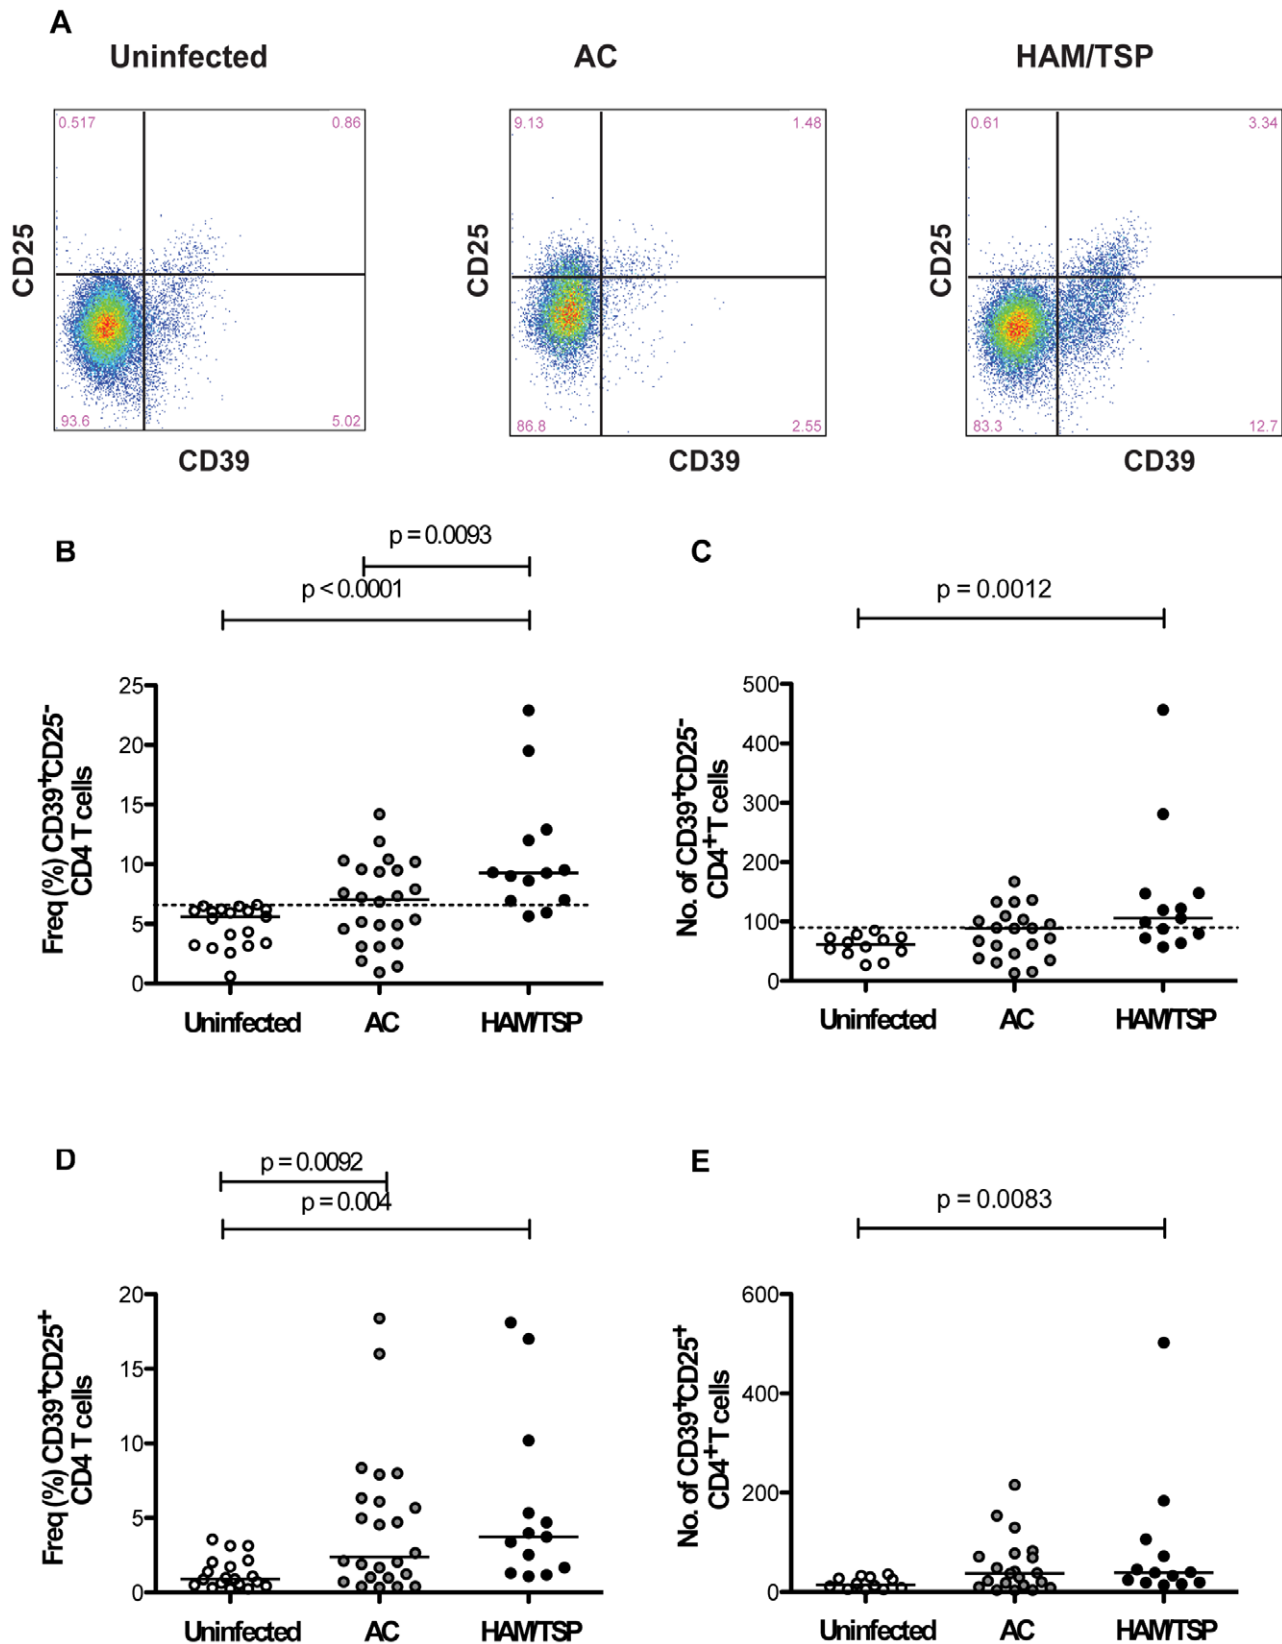 A
Uninfected AC HAM/TSP
0.517 0.86 9.13 1.48 0.61 3.34
CD25 CD25 CD25
93.6 5.02 86.8 2.55 83.3 12.7
CD39 CD39 CD39
B
p = 0.0093
p < 0.0001
Freq (%) CD39+CD25-
CD4 T cells
25
20
15
10
5
0
Uninfected AC HAM/TSP
C
p = 0.0012
No. of CD39+CD25-
CD4+T cells
500
400
300
200
100
0
Uninfected AC HAM/TSP
D
p = 0.0092
p = 0.004
Freq (%) CD39+CD25+
CD4 T cells
20
15
10
5
0
Uninfected AC HAM/TSP
E
p = 0.0083
No. of CD39+CD25+
CD4+T cells
600
400
200
0
Uninfected AC HAM/TSP